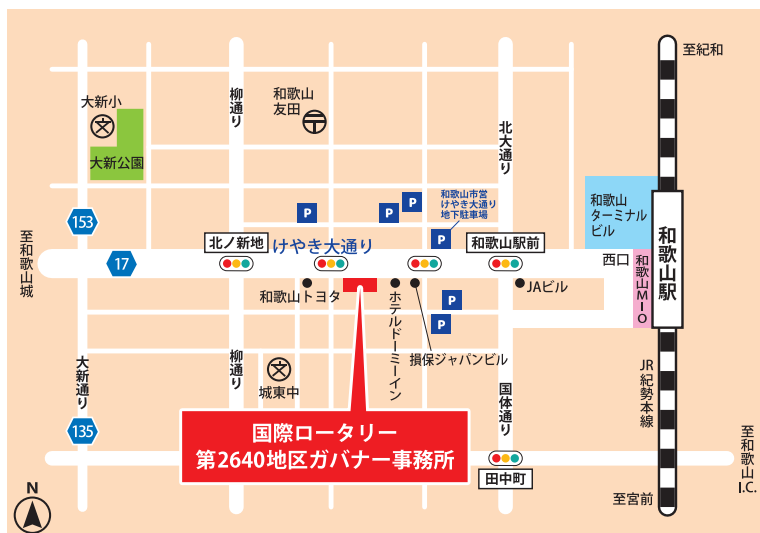 至紀和
大新小
大新公園
柳通り
和歌山
友田
北大通り
和歌山市営
けやき大通り
地下駐車場
和歌山
ターミナル
ビル
和歌山駅
153
P
P
P
P
北ノ新地
けやき大通り
和歌山駅前
至和歌山城
17
西口
和歌山MIO
和歌山トヨタ
ホテルドーミーイン
損保ジャパンビル
JAビル
P
P
大新通り
柳通り
城東中
国体通り
JR紀勢本線
135
国際ロータリー
第2640地区ガバナー事務所
田中町
至和歌山I.C.
至宮前
N